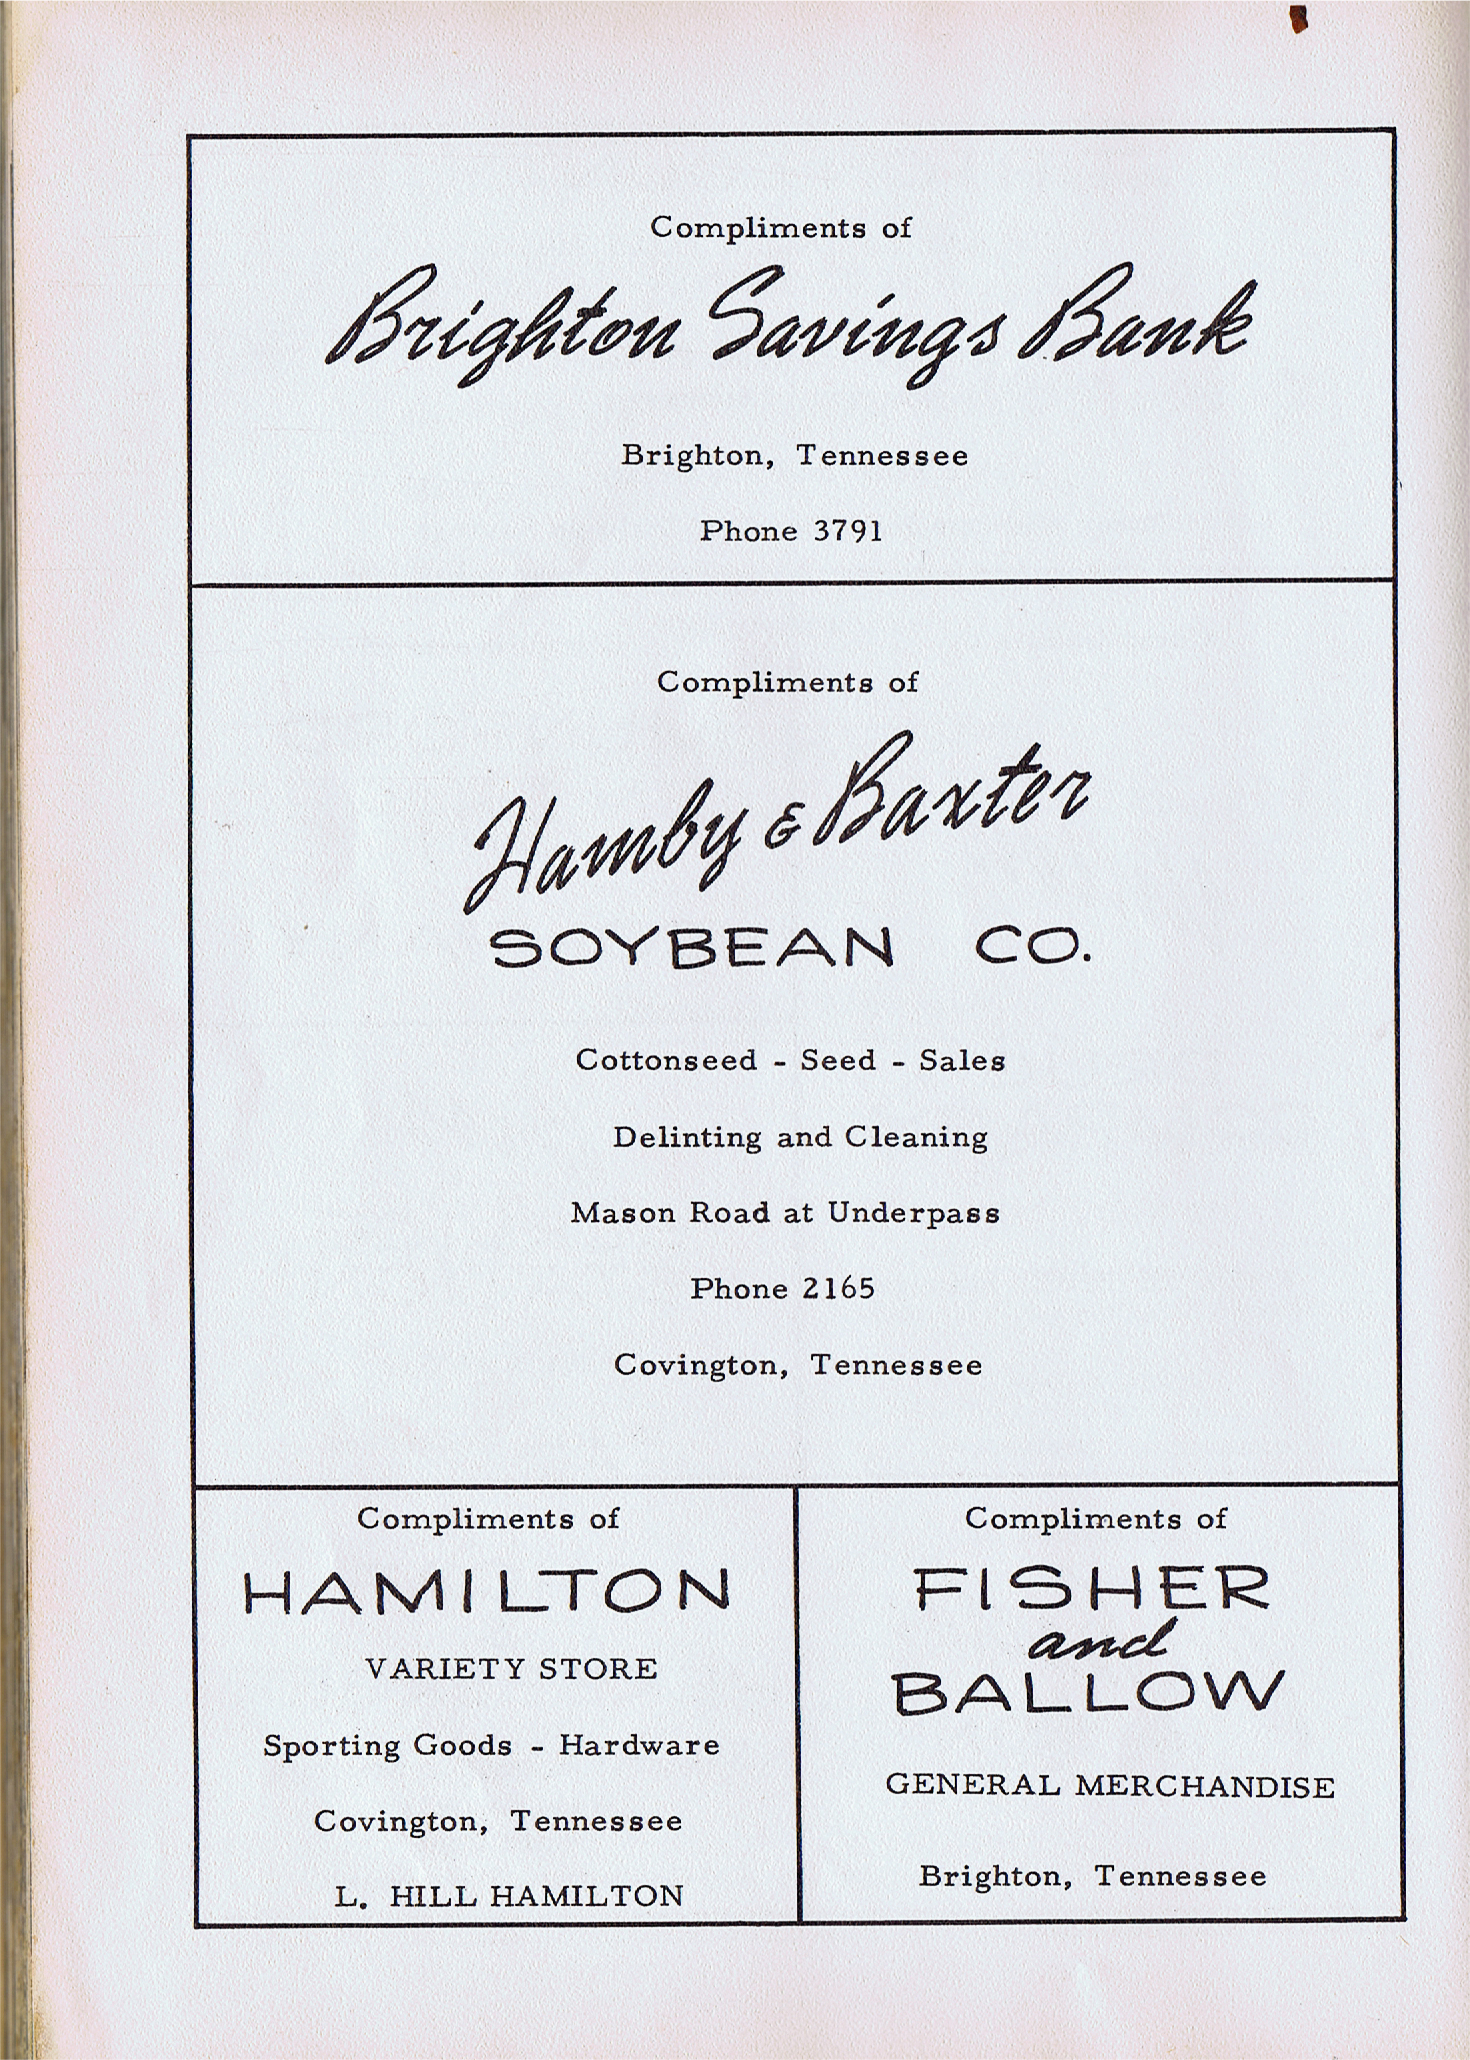 Compliments of
Brighton Savings Bank
Brighton, Tennessee
Phone 3791
Compliments of
Hamby & Baxter
SOYBEAN CO.
Cottonseed - Seed - Sales
Delinting and Cleaning
Mason Road at Underpass
Phone 2165
Covington, Tennessee
Compliments of
HAMILTON
VARIETY STORE
Sporting Goods - Hardware
Covington, Tennessee
L. HILL HAMILTON
Compliments of
FISHER
and
BALLOW
GENERAL MERCHANDISE
Brighton, Tennessee